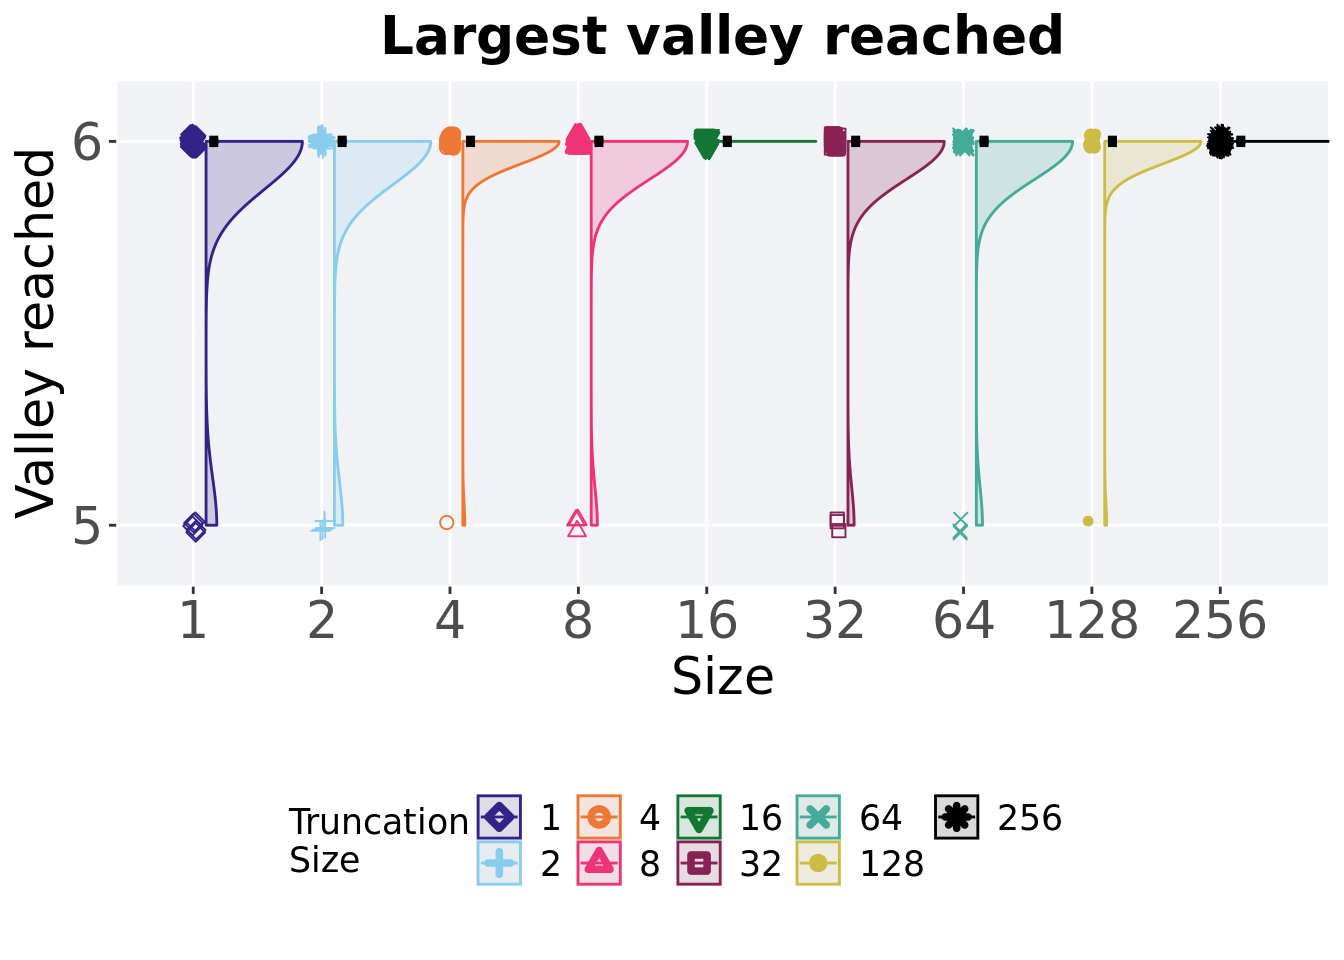 Largest valley reached
Valley reached
6
5
1 2 4 8 16 32 64 128 256
Size
Truncation Size
1 4 16 64 256
2 8 32 128